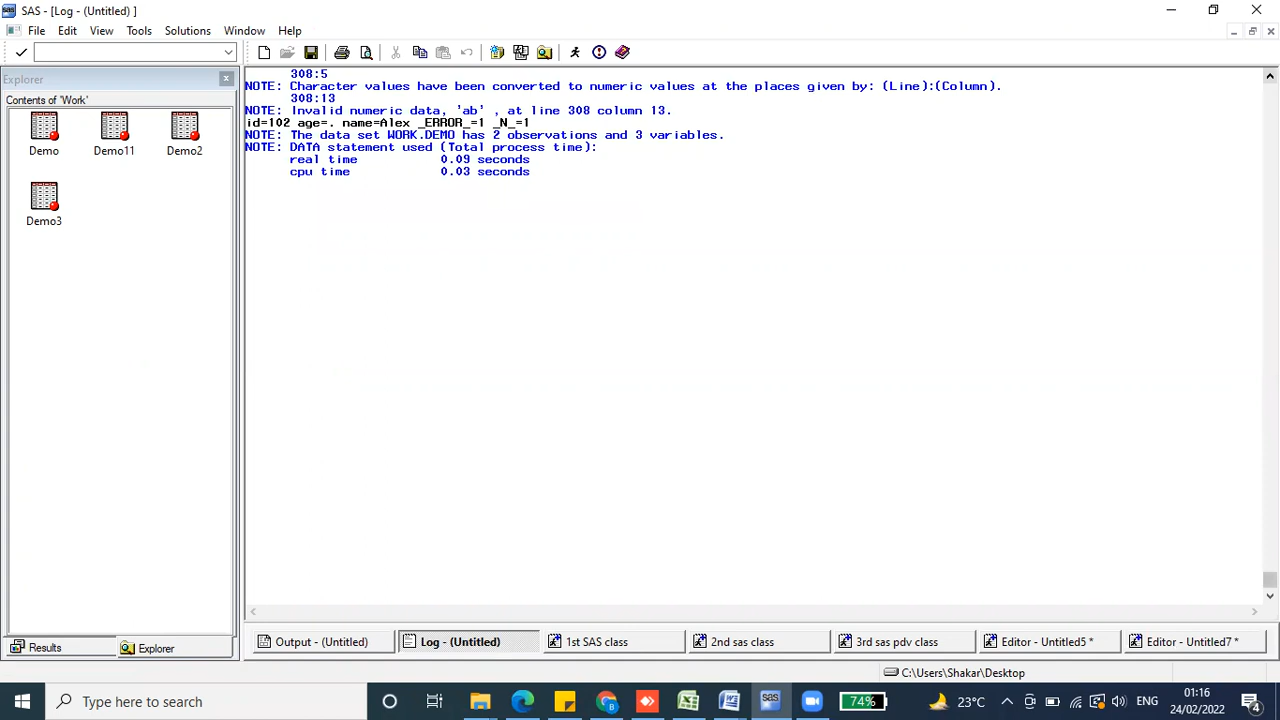 SAS - [Log - (Untitled) ]
File Edit View Tools Solutions Window Help
Explorer
Contents of 'Work'
Demo Demo11 Demo2
Demo3
308:5
NOTE: Character values have been converted to numeric values at the places given by: (Line):(Column).
308:13
NOTE: Invalid numeric data, 'ab' , at line 308 column 13.
id=102 age=. name=Alex _ERROR_=1 _N_=1
NOTE: The data set WORK.DEMO has 2 observations and 3 variables.
NOTE: DATA statement used (Total process time):
real time 0.09 seconds
cpu time 0.03 seconds
Results Explorer
Output - (Untitled) Log - (Untitled) 1st SAS class 2nd sas class 3rd sas pdv class Editor - Untitled5 * Editor - Untitled7 *
C:\Users\Shakar\Desktop
Type here to search
sas
74%
23°C
ENG
01:16
24/02/2022
4